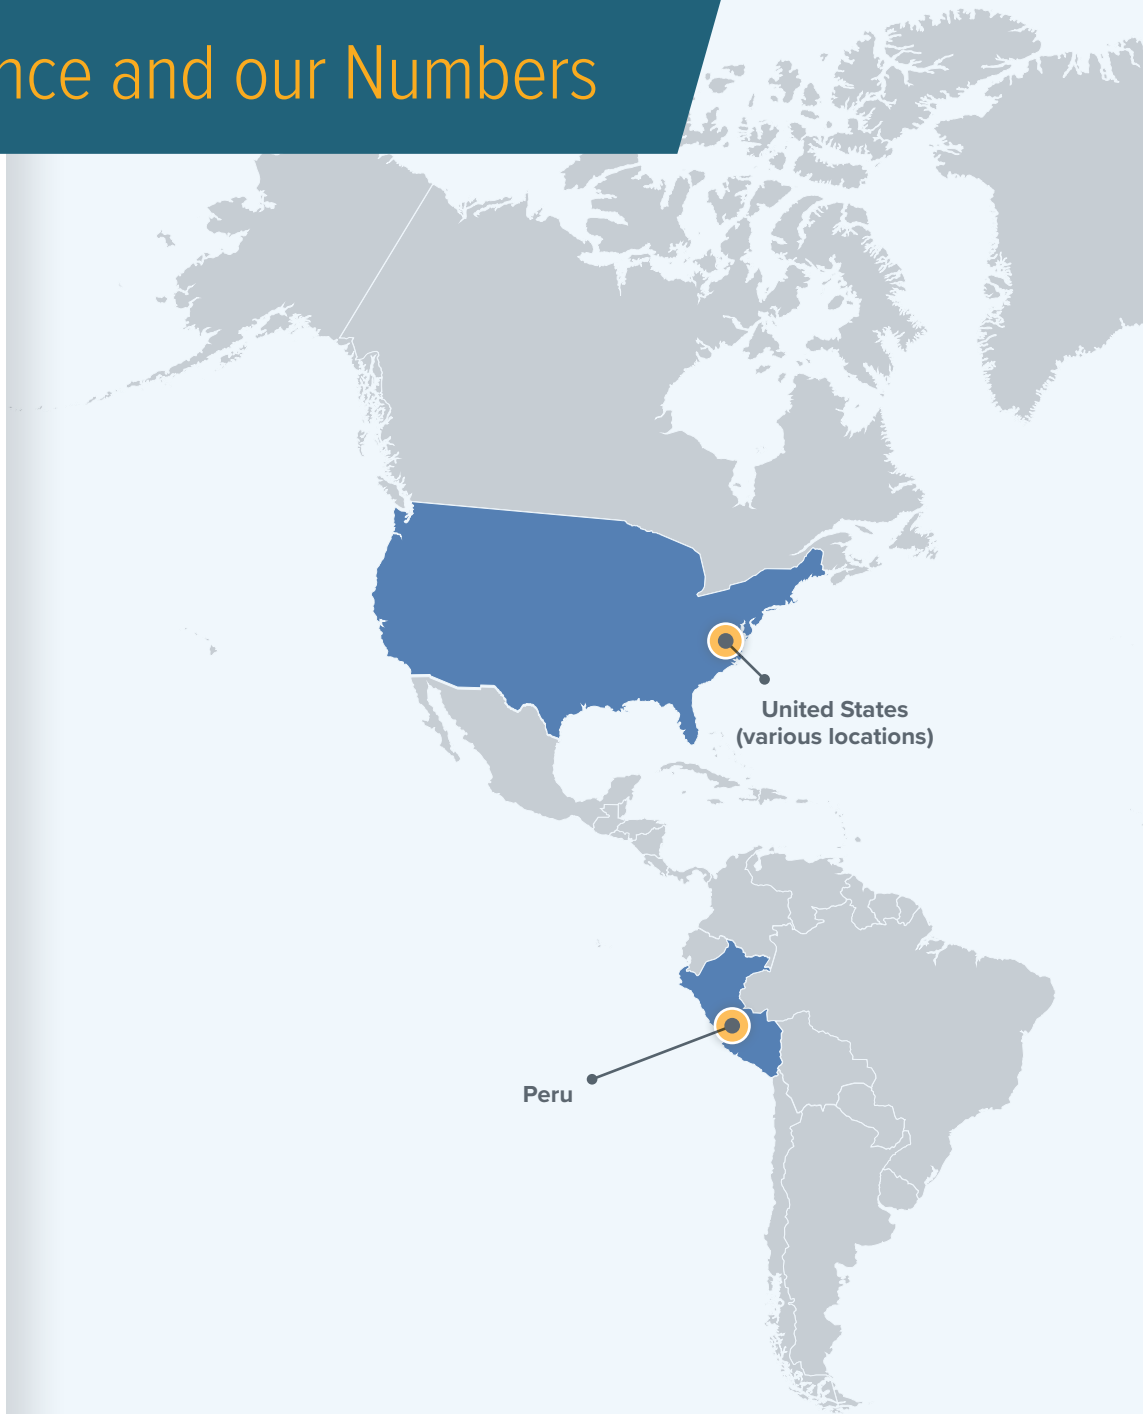 nce and our Numbers
United States
(various locations)
Peru